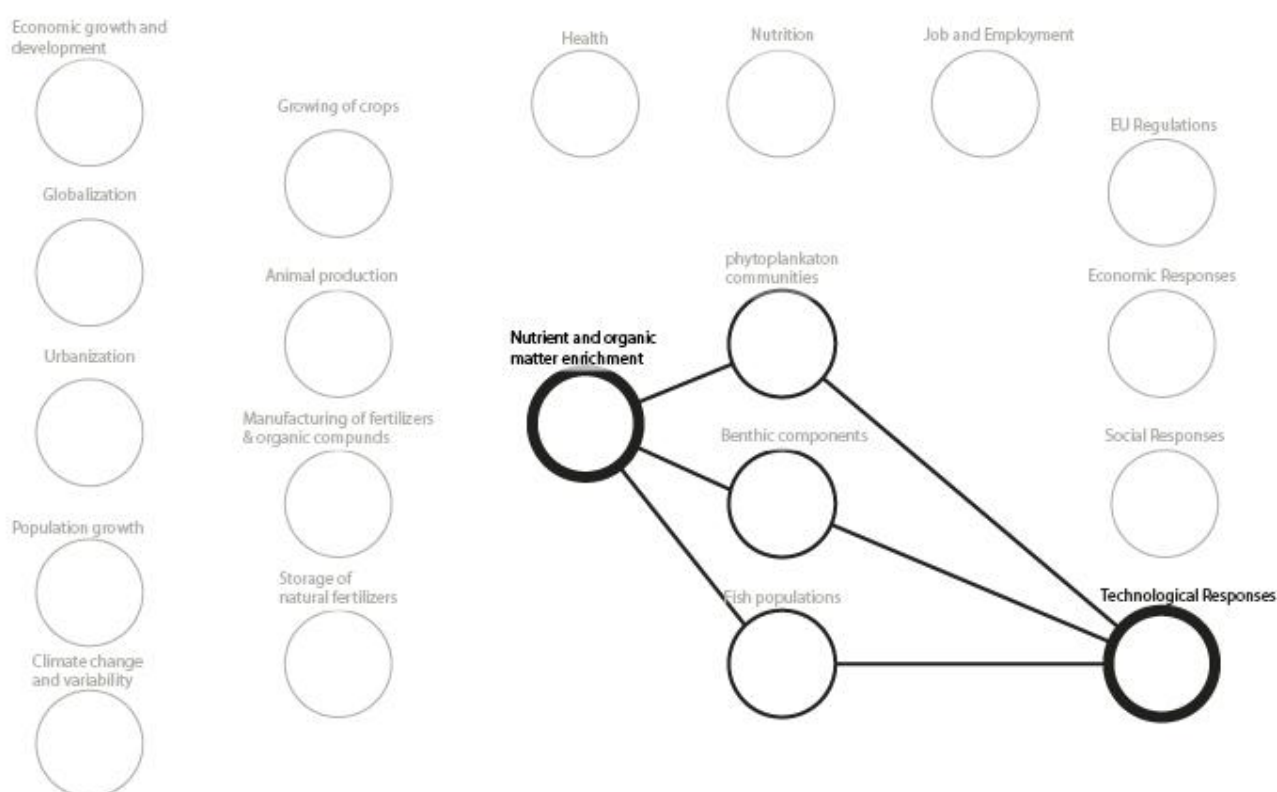 Economic growth and
development
Health
Nutrition
Job and Employment
Growing of crops
EU Regulations
Globalization
phytoplankaton
communities
Animal production
Economic Responses
Nutrient and organic
matter enrichment
Urbanization
Manufacturing of fertilizers
& organic compunds
Benthic components
Social Responses
Population growth
Storage of
natural fertilizers
Fish populations
Technological Responses
Climate change
and variability